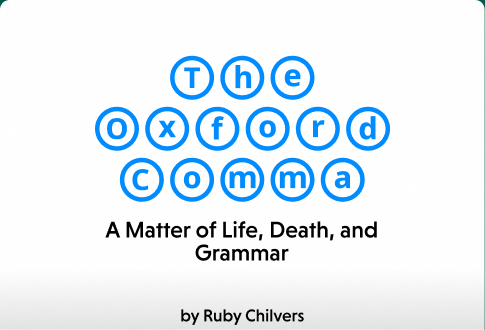 The
Oxford
Comma
A Matter of Life, Death, and
Grammar
by Ruby Chilvers